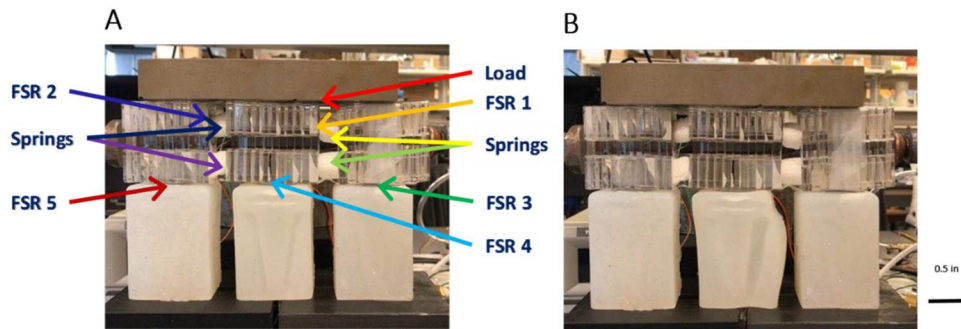 A
B
FSR 2
Load
FSR 1
Springs
Springs
FSR 5
FSR 3
FSR 4
0.5 in